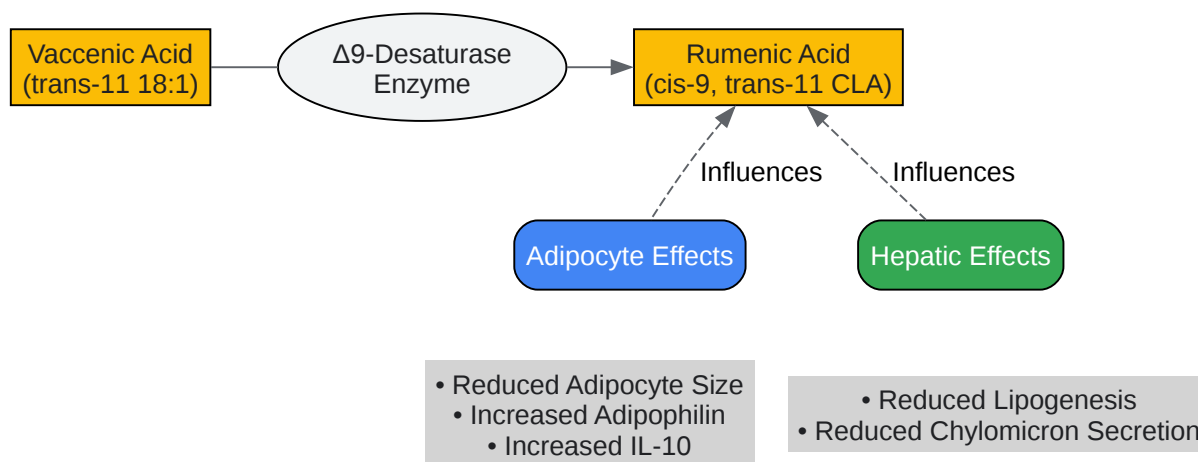 Vaccenic Acid
(trans-11 18:1)
Δ9-Desaturase
Enzyme
Rumenic Acid
(cis-9, trans-11 CLA)
Influences
Influences
Adipocyte Effects
Hepatic Effects
• Reduced Adipocyte Size
• Increased Adipophilin
• Increased IL-10
• Reduced Lipogenesis
• Reduced Chylomicron Secretion